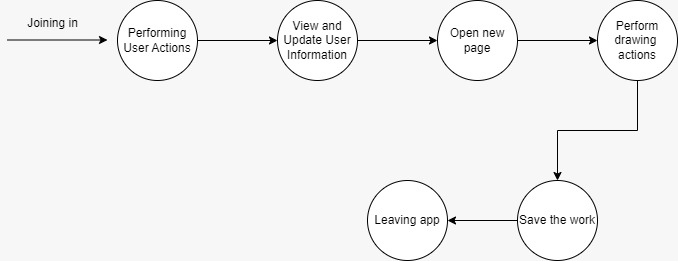 Joining in
Performing
User Actions
View and
Update User
Information
Open new
page
Perform
drawing
actions
Save the work
Leaving app